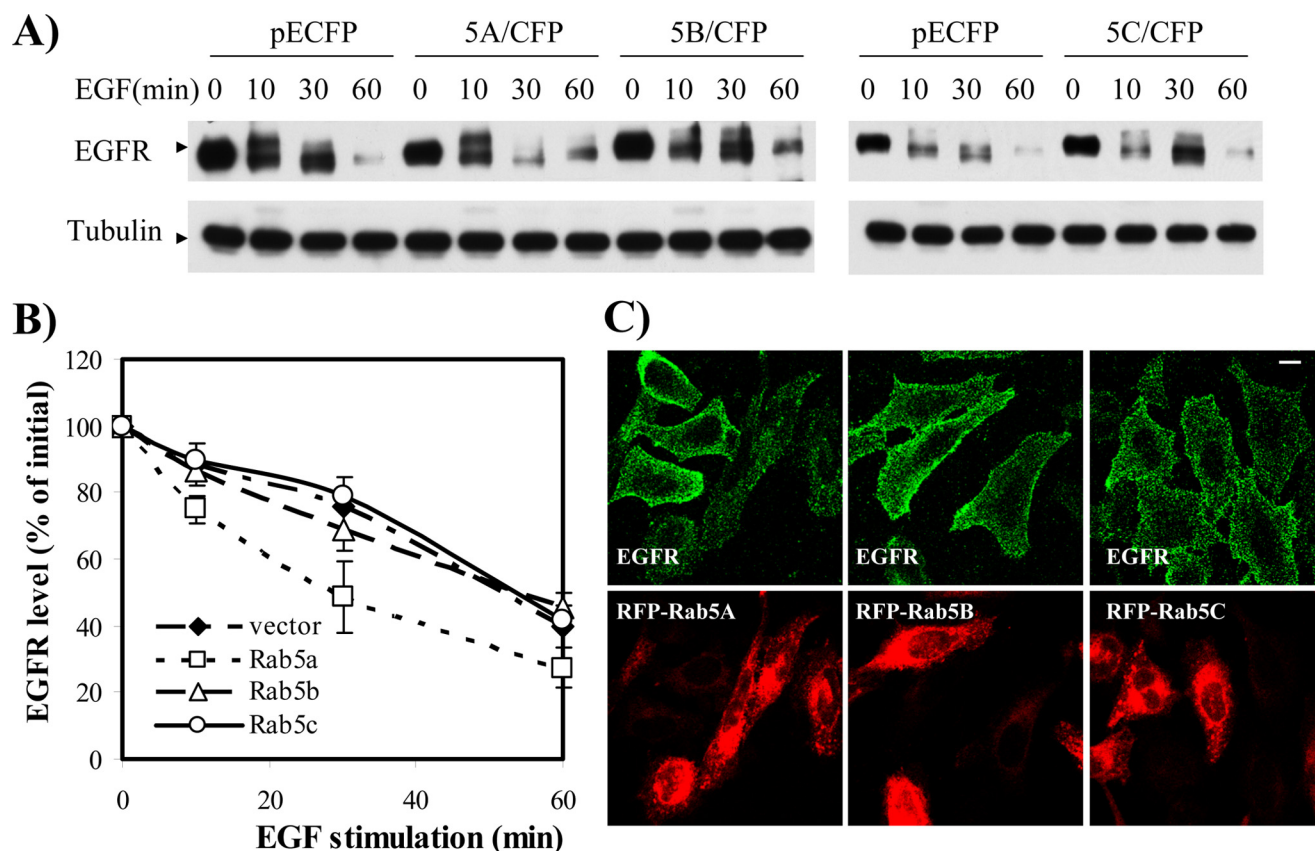 A)
pECFP 5A/CFP 5B/CFP pECFP 5C/CFP
EGF(min) 0 10 30 60 0 10 30 60 0 10 30 60 0 10 30 60 0 10 30 60
EGFR
Tubulin
B)
EGFR level (% of initial)
120
100
80
60
40
20
0
vector
Rab5a
Rab5b
Rab5c
0 20 40 60
EGF stimulation (min)
C)
EGFR EGFR EGFR
RFP-Rab5A RFP-Rab5B RFP-Rab5C